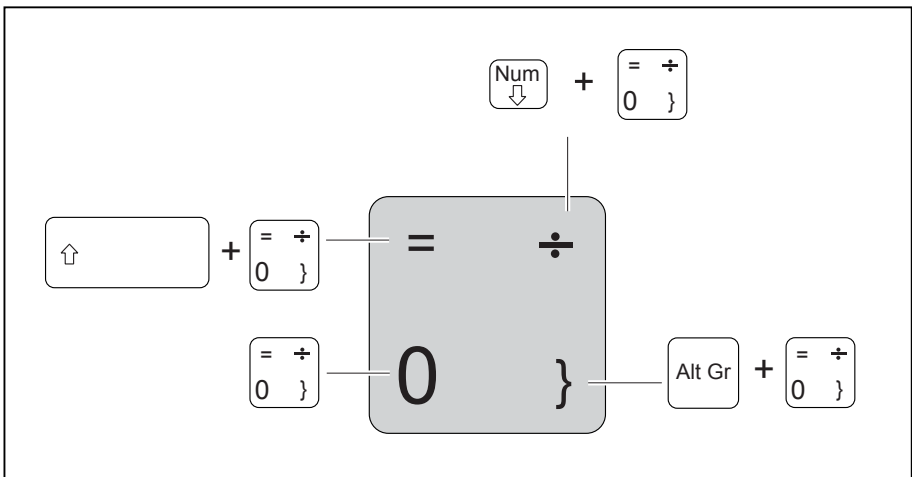 Num + = ÷
0 }
+ = ÷
0 }
= ÷
0 }
= ÷
0 }
Alt Gr + = ÷
0 }